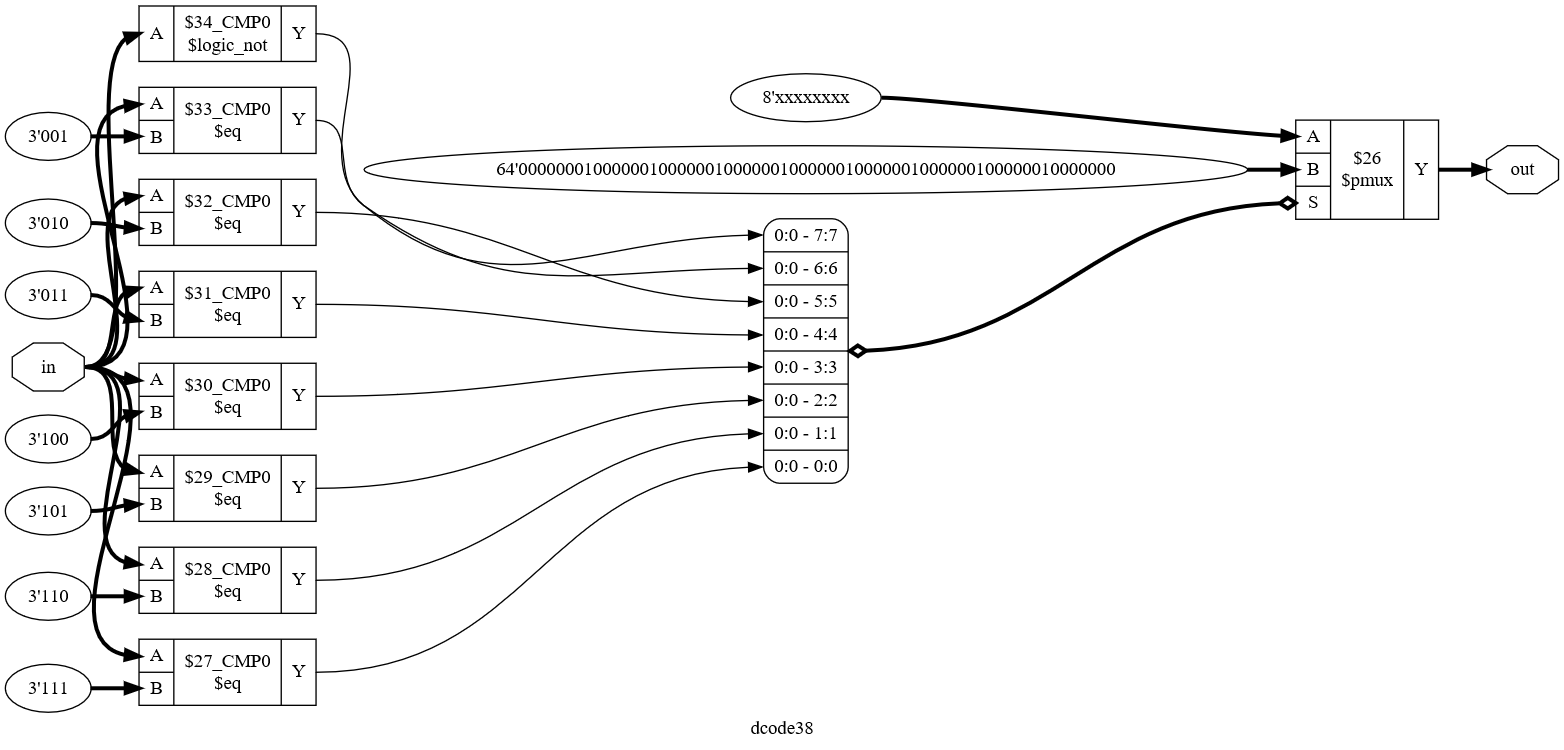 A
$34_CMP0
$logic_not
Y
3'001
A
B
$33_CMP0
$eq
Y
3'010
A
B
$32_CMP0
$eq
Y
3'011
A
B
$31_CMP0
$eq
Y
in
3'100
A
B
$30_CMP0
$eq
Y
3'101
A
B
$29_CMP0
$eq
Y
3'110
A
B
$28_CMP0
$eq
Y
3'111
A
B
$27_CMP0
$eq
Y
8'xxxxxxxx
64'0000000100000010000001000000100000010000001000000100000010000000
0:0 - 7:7
0:0 - 6:6
0:0 - 5:5
0:0 - 4:4
0:0 - 3:3
0:0 - 2:2
0:0 - 1:1
0:0 - 0:0
A
B
S
$26
$pmux
Y
out
dcode38